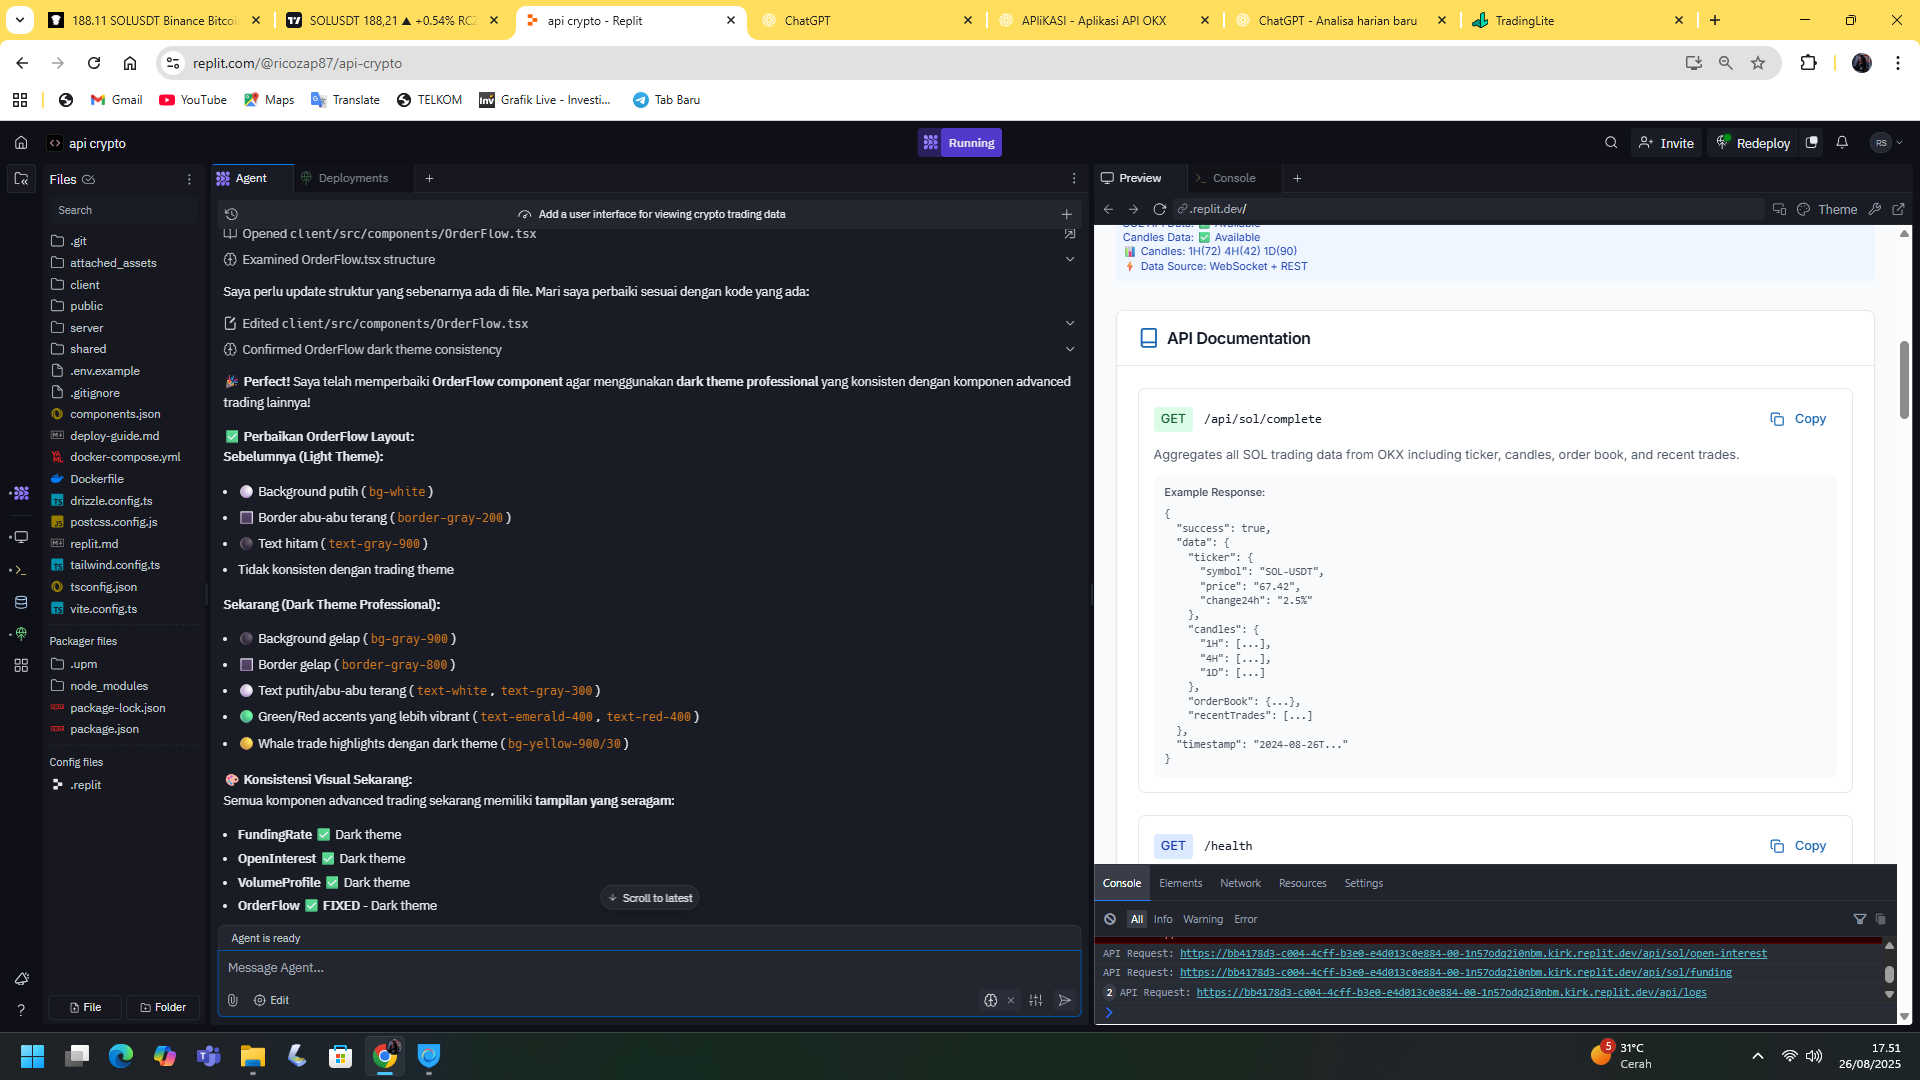 188.11 SOLUSDT Binance Bitcoi
SOLUSDT 188,21 ▲ +0.54% RCZ
api crypto - Replit
ChatGPT
APliKASI - Aplikasi API OKX
ChatGPT - Analisa harian baru
TradingLite
replit.com/@ricozap87/api-crypto
Gmail
YouTube
Maps
Translate
TELKOM
Grafik Live - Investi...
Tab Baru
api crypto
Running
Invite
Redeploy
RS
Files
Search
.git
attached_assets
client
public
server
shared
.env.example
.gitignore
components.json
deploy-guide.md
docker-compose.yml
Dockerfile
drizzle.config.ts
postcss.config.js
replit.md
tailwind.config.ts
tsconfig.json
vite.config.ts
Packager files
.upm
node_modules
package-lock.json
package.json
Config files
.replit
File
Folder
Agent
Deployments
Add a user interface for viewing crypto trading data
Opened client/src/components/OrderFlow.tsx
Examined OrderFlow.tsx structure
Saya perlu update struktur yang sebenarnya ada di file. Mari saya perbaiki sesuai dengan kode yang ada:
Edited client/src/components/OrderFlow.tsx
Confirmed OrderFlow dark theme consistency
🎉 Perfect! Saya telah memperbaiki OrderFlow component agar menggunakan dark theme professional yang konsisten dengan komponen advanced
trading lainnya!
✅ Perbaikan OrderFlow Layout:
Sebelumnya (Light Theme):
• ⚪ Background putih ( bg-white )
• 🔲 Border abu-abu terang ( border-gray-200 )
• ⚫ Text hitam ( text-gray-900 )
• Tidak konsisten dengan trading theme
Sekarang (Dark Theme Professional):
• ⚫ Background gelap ( bg-gray-900 )
• 🔲 Border gelap ( border-gray-800 )
• ⚪ Text putih/abu-abu terang ( text-white , text-gray-300 )
• 🟢 Green/Red accents yang lebih vibrant ( text-emerald-400 , text-red-400 )
• 🟡 Whale trade highlights dengan dark theme ( bg-yellow-900/30 )
🎨 Konsistensi Visual Sekarang:
Semua komponen advanced trading sekarang memiliki tampilan yang seragam:
• FundingRate ✅ Dark theme
• OpenInterest ✅ Dark theme
• VolumeProfile ✅ Dark theme
• OrderFlow ✅ FIXED - Dark theme
Scroll to latest
Agent is ready
Message Agent...
Edit
Preview
Console
.replit.dev/
Theme
SOL API Data: ✅ Available
Candles Data: ✅ Available
📊 Candles: 1H(72) 4H(42) 1D(90)
⚡ Data Source: WebSocket + REST
API Documentation
GET /api/sol/complete
Copy
Aggregates all SOL trading data from OKX including ticker, candles, order book, and recent trades.
Example Response:
{
"success": true,
"data": {
"ticker": {
"symbol": "SOL-USDT",
"price": "67.42",
"change24h": "2.5%"
},
"candles": {
"1H": [...],
"4H": [...],
"1D": [...]
},
"orderBook": {...},
"recentTrades": [...]
},
"timestamp": "2024-08-26T..."
}
GET /health
Copy
Console
Elements
Network
Resources
Settings
All
Info
Warning
Error
API Request: https://bb4178d3-c004-4cff-b3e0-e4d013c0e884-00-1n57odq2i0nbm.kirk.replit.dev/api/sol/open-interest
API Request: https://bb4178d3-c004-4cff-b3e0-e4d013c0e884-00-1n57odq2i0nbm.kirk.replit.dev/api/sol/funding
2 API Request: https://bb4178d3-c004-4cff-b3e0-e4d013c0e884-00-1n57odq2i0nbm.kirk.replit.dev/api/logs
5
31°C
Cerah
17.51
26/08/2025